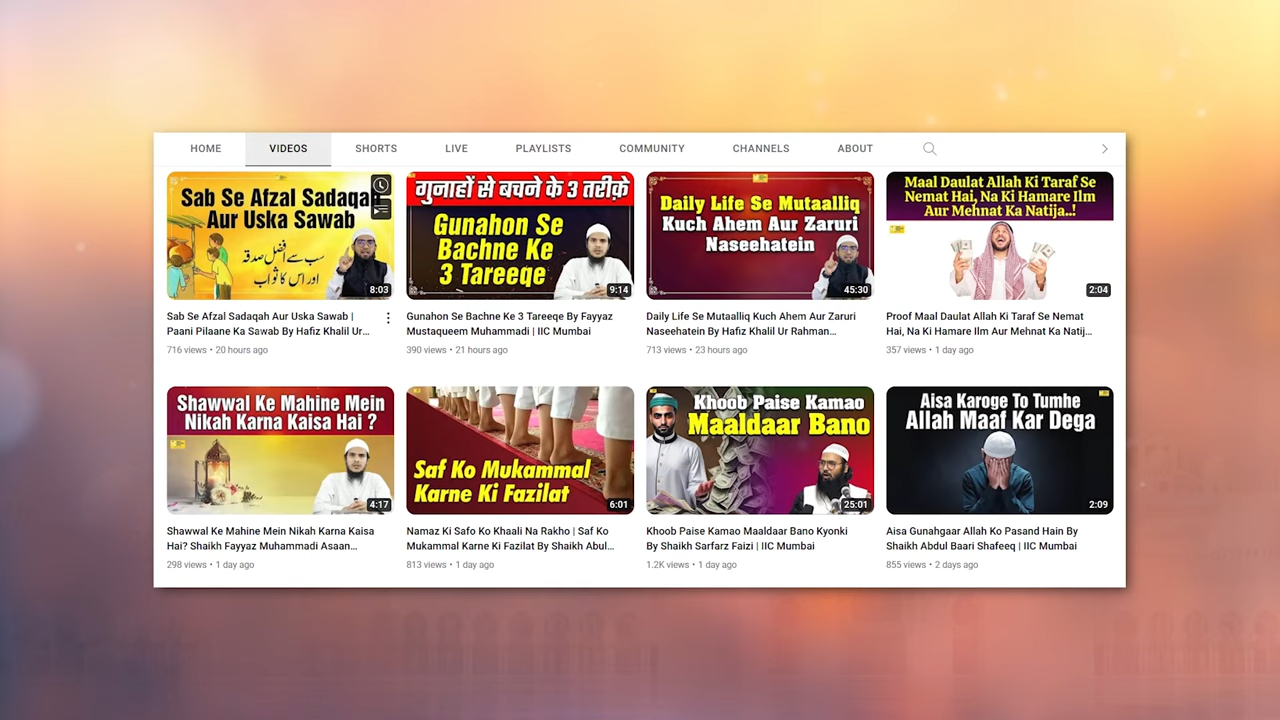 HOME VIDEOS SHORTS LIVE PLAYLISTS COMMUNITY CHANNELS ABOUT
Sab Se Afzal Sadaqah
Aur Uska Sawab
سب سے افضل صدقہ
اور اس کا ثواب
8:03
Sab Se Afzal Sadaqah Aur Uska Sawab |
Paani Pilaane Ka Sawab By Hafiz Khalil Ur...
716 views • 20 hours ago
गुनाहों से बचने के 3 तरीक़े
Gunahon Se
Bachne Ke
3 Tareeqe
9:14
Gunahon Se Bachne Ke 3 Tareeqe By Fayyaz
Mustaqueem Muhammadi | IIC Mumbai
390 views • 21 hours ago
Daily Life Se Mutaalliq
Kuch Ahem Aur Zaruri
Naseehatein
45:30
Daily Life Se Mutaalliq Kuch Ahem Aur Zaruri
Naseehatein By Hafiz Khalil Ur Rahman...
713 views • 23 hours ago
Maal Daulat Allah Ki Taraf Se
Nemat Hai, Na Ki Hamare Ilm
Aur Mehnat Ka Natija..!
2:04
Proof Maal Daulat Allah Ki Taraf Se Nemat
Hai, Na Ki Hamare Ilm Aur Mehnat Ka Natij...
357 views • 1 day ago
Shawwal Ke Mahine Mein
Nikah Karna Kaisa Hai ?
4:17
Shawwal Ke Mahine Mein Nikah Karna Kaisa
Hai? Shaikh Fayyaz Muhammadi Asaan...
298 views • 1 day ago
Saf Ko Mukammal
Karne Ki Fazilat
6:01
Namaz Ki Safo Ko Khaali Na Rakho | Saf Ko
Mukammal Karne Ki Fazilat By Shaikh Abul...
813 views • 1 day ago
Khoob Paise Kamao
Maaldaar Bano
25:01
Khoob Paise Kamao Maaldaar Bano Kyonki
By Shaikh Sarfarz Faizi | IIC Mumbai
1.2K views • 1 day ago
Aisa Karoge To Tumhe
Allah Maaf Kar Dega
2:09
Aisa Gunahgaar Allah Ko Pasand Hain By
Shaikh Abdul Baari Shafeeq | IIC Mumbai
855 views • 2 days ago